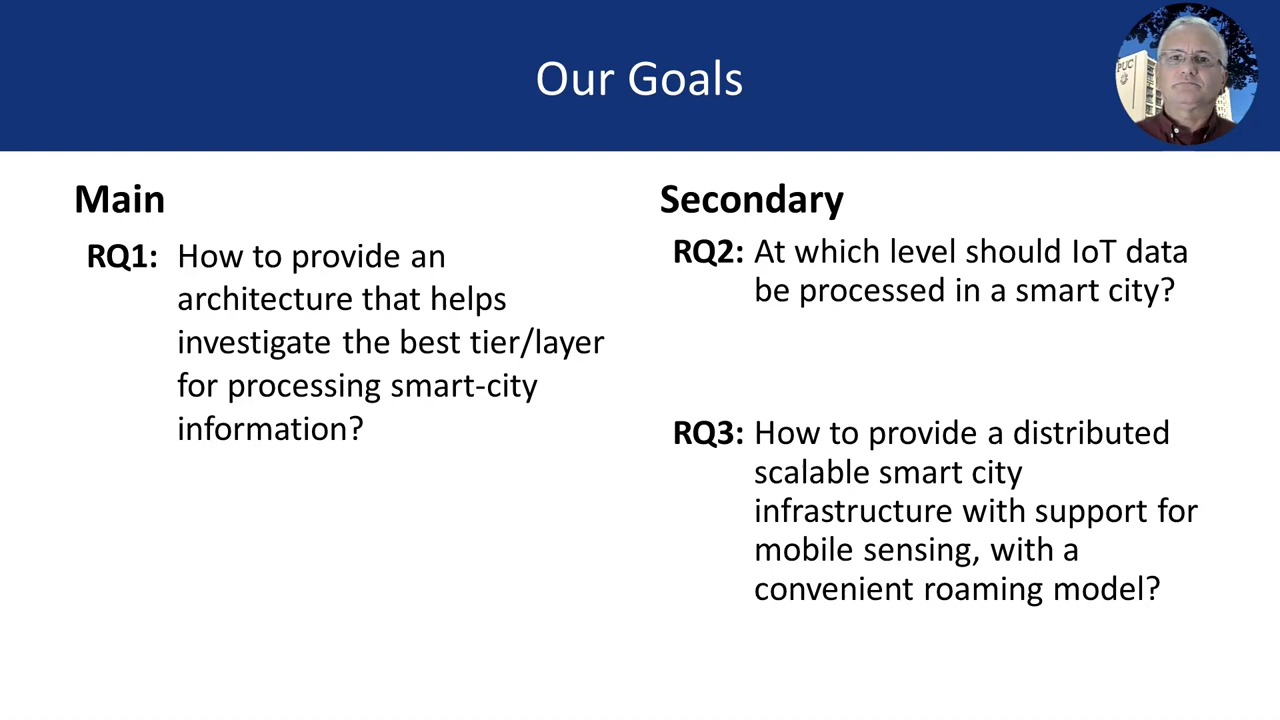 Our Goals
PUC
Main
RQ1: How to provide an
architecture that helps
investigate the best tier/layer
for processing smart-city
information?
Secondary
RQ2: At which level should IoT data
be processed in a smart city?
RQ3: How to provide a distributed
scalable smart city
infrastructure with support for
mobile sensing, with a
convenient roaming model?